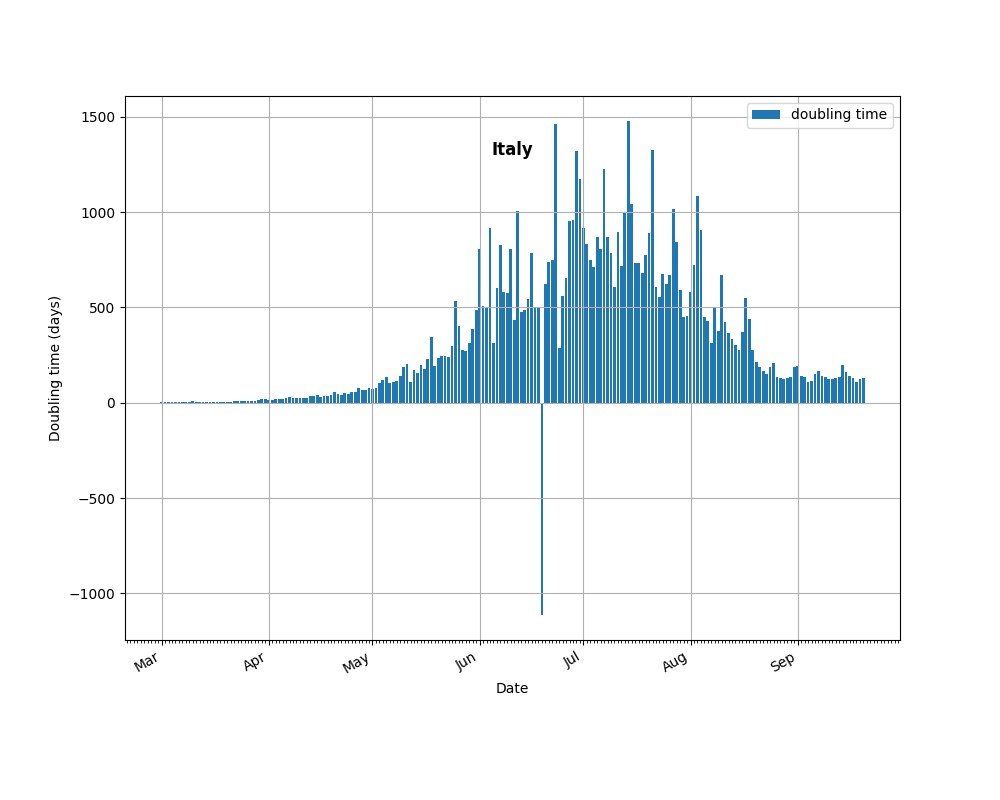 Italy
doubling time
1500
1000
500
0
−500
−1000
Doubling time (days)
Mar
Apr
May
Jun
Jul
Aug
Sep
Date